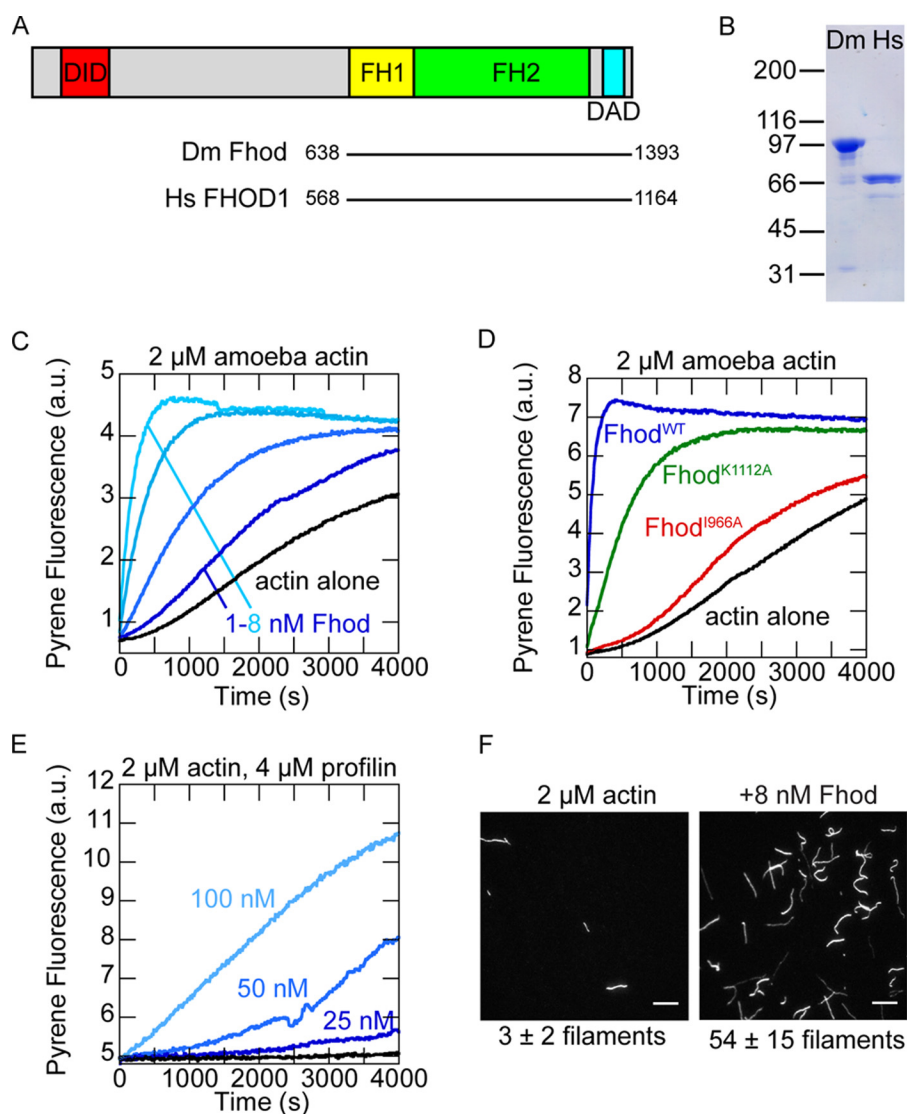 A
DID
FH1
FH2
DAD
Dm Fhod 638 1393
Hs FHOD1 568 1164
B
Dm Hs
200
116
97
66
45
31
C
2 µM amoeba actin
Pyrene Fluorescence (a.u.)
5
4
3
2
1
actin alone
1-8 nM Fhod
0 1000 2000 3000 4000
Time (s)
D
2 µM amoeba actin
Pyrene Fluorescence (a.u.)
8
7
6
5
4
3
2
1
FhodWT
FhodK1112A
FhodI966A
actin alone
0 1000 2000 3000 4000
Time (s)
E
2 µM actin, 4 µM profilin
Pyrene Fluorescence (a.u.)
12
11
10
9
8
7
6
5
100 nM
50 nM
25 nM
0 1000 2000 3000 4000
Time (s)
F
2 µM actin
+8 nM Fhod
3 ± 2 filaments
54 ± 15 filaments